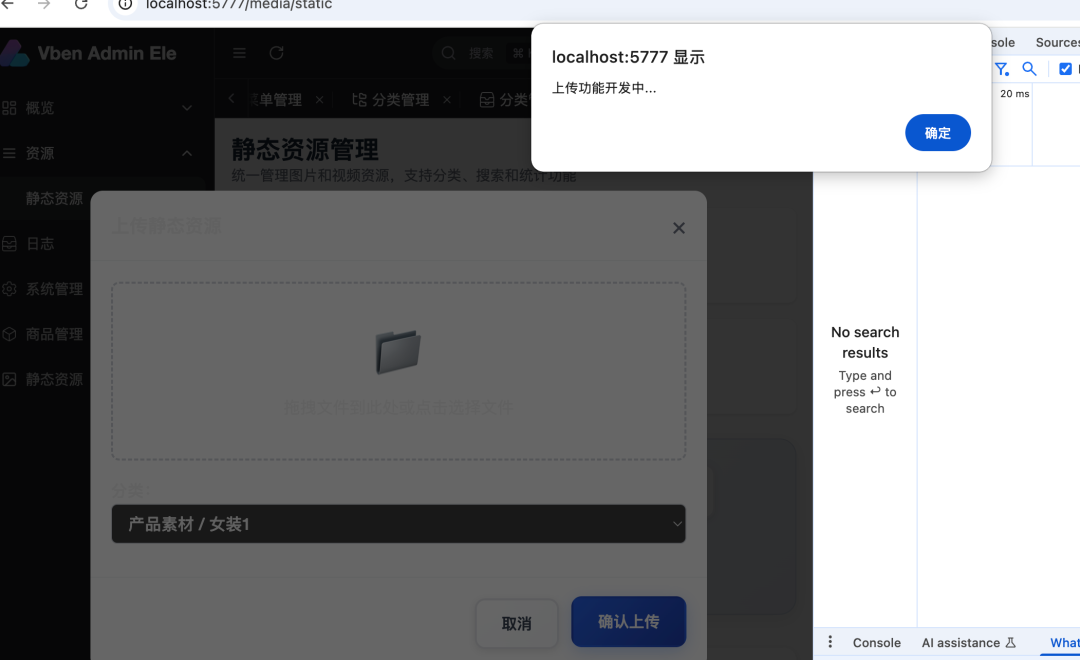 localhost:5777/media/static
localhost:5777 显示
上传功能开发中...
确定
Vben Admin Ele
搜索
⌘
概览
资源
静态资源
日志
系统管理
商品管理
静态资源
单管理 ×
分类管理 ×
分类
静态资源管理
统一管理图片和视频资源，支持分类、搜索和统计功能
上传静态资源
×
拖拽文件到此处或点击选择文件
分类:
产品素材 / 女装1
取消
确认上传
sole
Sources
20 ms
No search
results
Type and
press ↩ to
search
Console
AI assistance
What